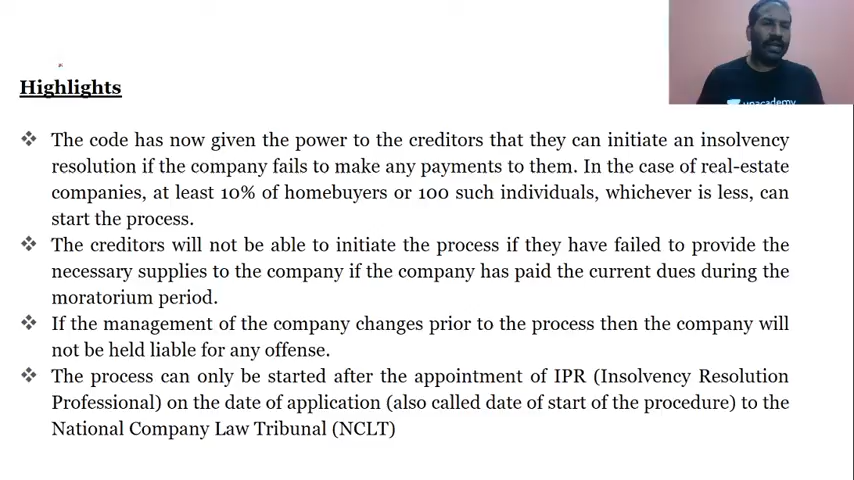 Highlights
The code has now given the power to the creditors that they can initiate an insolvency
resolution if the company fails to make any payments to them. In the case of real-estate
companies, at least 10% of homebuyers or 100 such individuals, whichever is less, can
start the process.
The creditors will not be able to initiate the process if they have failed to provide the
necessary supplies to the company if the company has paid the current dues during the
moratorium period.
If the management of the company changes prior to the process then the company will
not be held liable for any offense.
The process can only be started after the appointment of IPR (Insolvency Resolution
Professional) on the date of application (also called date of start of the procedure) to the
National Company Law Tribunal (NCLT)
unacademy